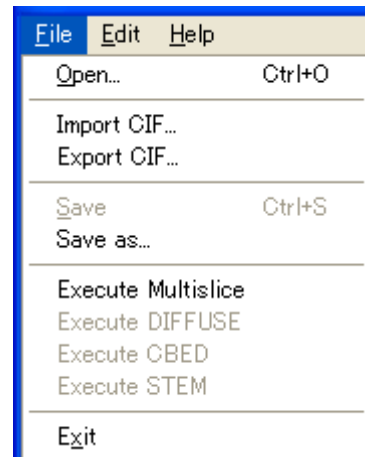 File Edit Help
Open... Ctrl+O
Import CIF...
Export CIF...
Save Ctrl+S
Save as...
Execute Multislice
Execute DIFFUSE
Execute CBED
Execute STEM
Exit